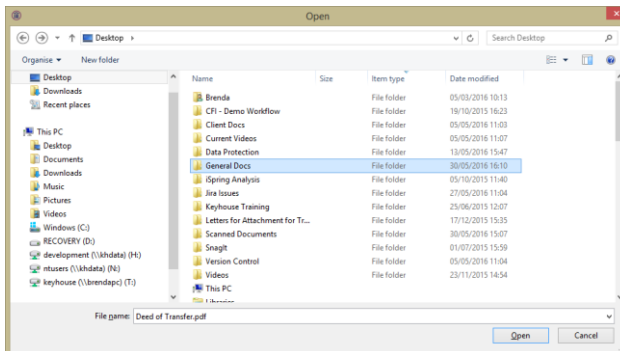 Open
Desktop
Search Desktop
Organise
New folder
Desktop
Downloads
Recent places
This PC
Desktop
Documents
Downloads
Music
Pictures
Videos
Windows (C:)
RECOVERY (D:)
development (\\khdata) (H:)
ntusers (\\khdata) (N:)
keyhouse (\\brendapc) (T:)
Name Size Item type Date modified
Brenda File folder 05/03/2016 10:13
CFI - Demo Workflow File folder 19/10/2015 16:23
Client Docs File folder 05/05/2016 11:03
Current Videos File folder 05/05/2016 11:07
Data Protection File folder 13/05/2016 15:47
General Docs File folder 30/05/2016 16:10
iSpring Analysis File folder 05/10/2015 11:40
Jira Issues File folder 27/05/2016 11:04
Keyhouse Training File folder 25/06/2015 12:07
Letters for Attachment for Tr... File folder 17/12/2015 15:35
Scanned Documents File folder 30/05/2016 15:07
SnagIt File folder 01/07/2015 15:59
Version Control File folder 05/05/2016 11:04
Videos File folder 23/11/2015 14:54
This PC
Libraries
File name: Deed of Transfer.pdf
Open Cancel